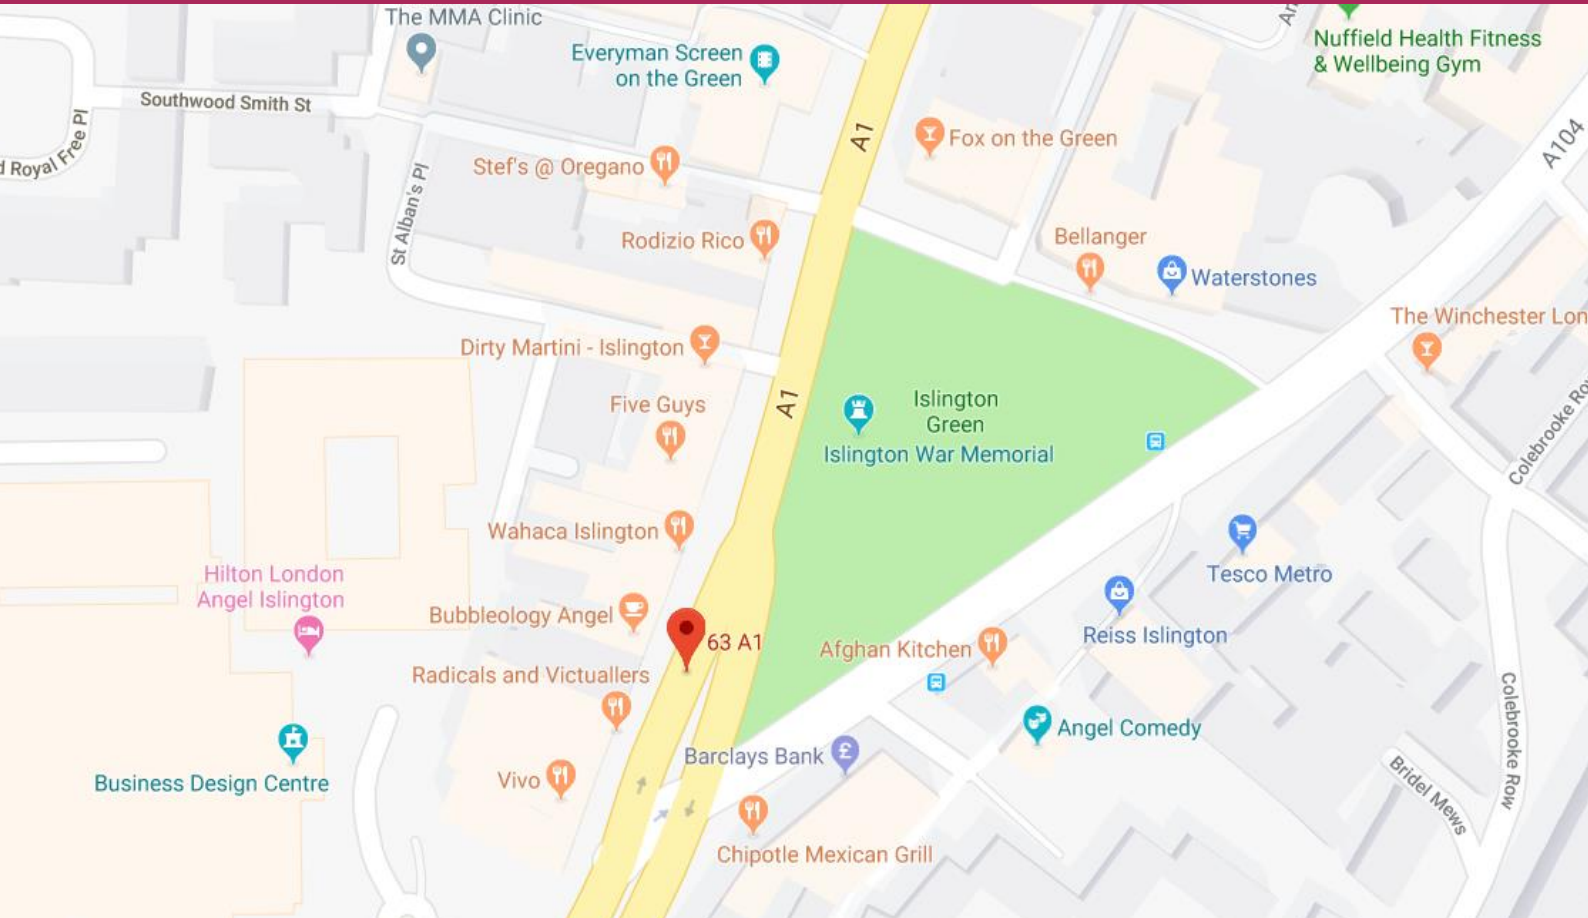 The MMA Clinic
Everyman Screen
on the Green
Nuffield Health Fitness
& Wellbeing Gym
Southwood Smith St
A1
Fox on the Green
A104
d Royal Free Pl
Stef's @ Oregano
St Alban's Pl
Rodizio Rico
Bellanger
Waterstones
The Winchester Lon
Dirty Martini - Islington
A1
Five Guys
Islington
Green
Islington War Memorial
Colebrooke Ro
Wahaca Islington
Hilton London
Angel Islington
Tesco Metro
Bubbleology Angel
63 A1
Afghan Kitchen
Reiss Islington
Radicals and Victuallers
Colebrooke Row
Angel Comedy
Barclays Bank
£
Business Design Centre
Vivo
Bridel Mews
Chipotle Mexican Grill